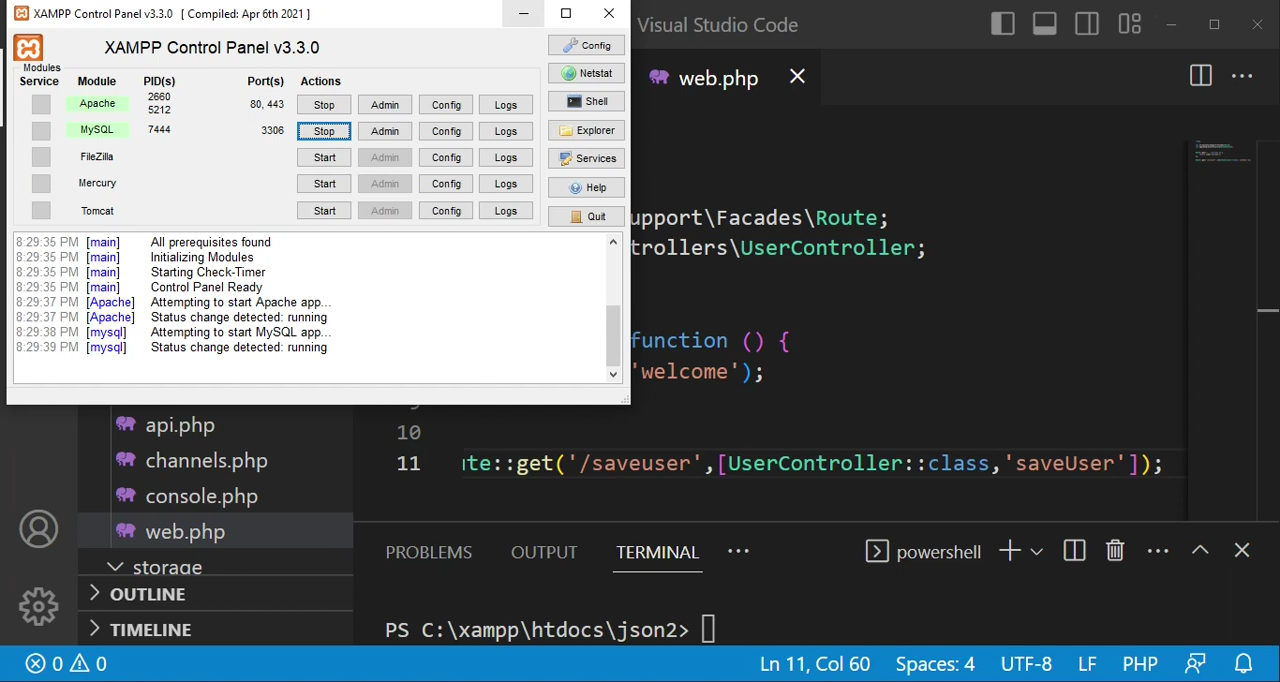 XAMPP Control Panel v3.3.0 [ Compiled: Apr 6th 2021 ]
XAMPP Control Panel v3.3.0
Config
Modules
Service Module PID(s) Port(s) Actions
Netstat
Apache 2660 5212 80, 443 Stop Admin Config Logs
Shell
MySQL 7444 3306 Stop Admin Config Logs
Explorer
FileZilla Start Admin Config Logs
Services
Mercury Start Admin Config Logs
Help
Tomcat Start Admin Config Logs
Quit
8:29:35 PM [main] All prerequisites found
8:29:35 PM [main] Initializing Modules
8:29:35 PM [main] Starting Check-Timer
8:29:35 PM [main] Control Panel Ready
8:29:37 PM [Apache] Attempting to start Apache app...
8:29:37 PM [Apache] Status change detected: running
8:29:38 PM [mysql] Attempting to start MySQL app...
8:29:39 PM [mysql] Status change detected: running
Visual Studio Code
web.php
upport\Facades\Route;
trollers\UserController;
function () {
'welcome');
10
11 ute::get('/saveuser',[UserController::class,'saveUser']);
api.php
channels.php
console.php
web.php
storage
OUTLINE
TIMELINE
PROBLEMS OUTPUT TERMINAL ... powershell
PS C:\xampp\htdocs\json2>
0 0 Ln 11, Col 60 Spaces: 4 UTF-8 LF PHP